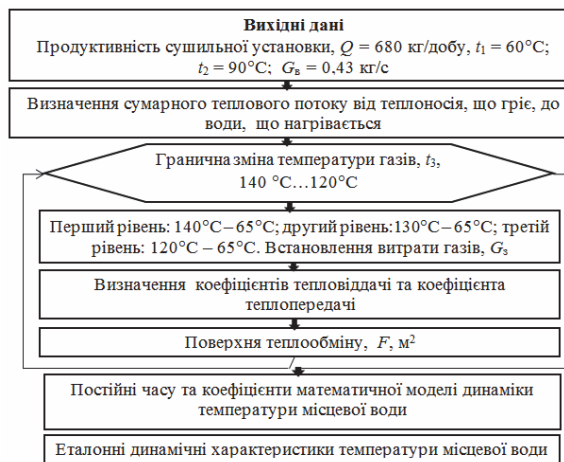 Вихідні дані
Продуктивність сушильної установки, Q = 680 кг/добу, t₁ = 60°С;
t₂ = 90°С; Gв = 0,43 кг/с
Визначення сумарного теплового потоку від теплоносія, що гріє, до
води, що нагрівається
Гранична зміна температури газів, t₃,
140 °С…120°С
Перший рівень: 140°С–65°С; другий рівень:130°С–65°С; третій
рівень: 120°С – 65°С. Встановлення витрати газів, Gз
Визначення коефіцієнтів тепловіддачі та коефіцієнта
теплопередачі
Поверхня теплообміну, F, м²
Постійні часу та коефіцієнти математичної моделі динаміки
температури місцевої води
Еталонні динамічні характеристики температури місцевої води